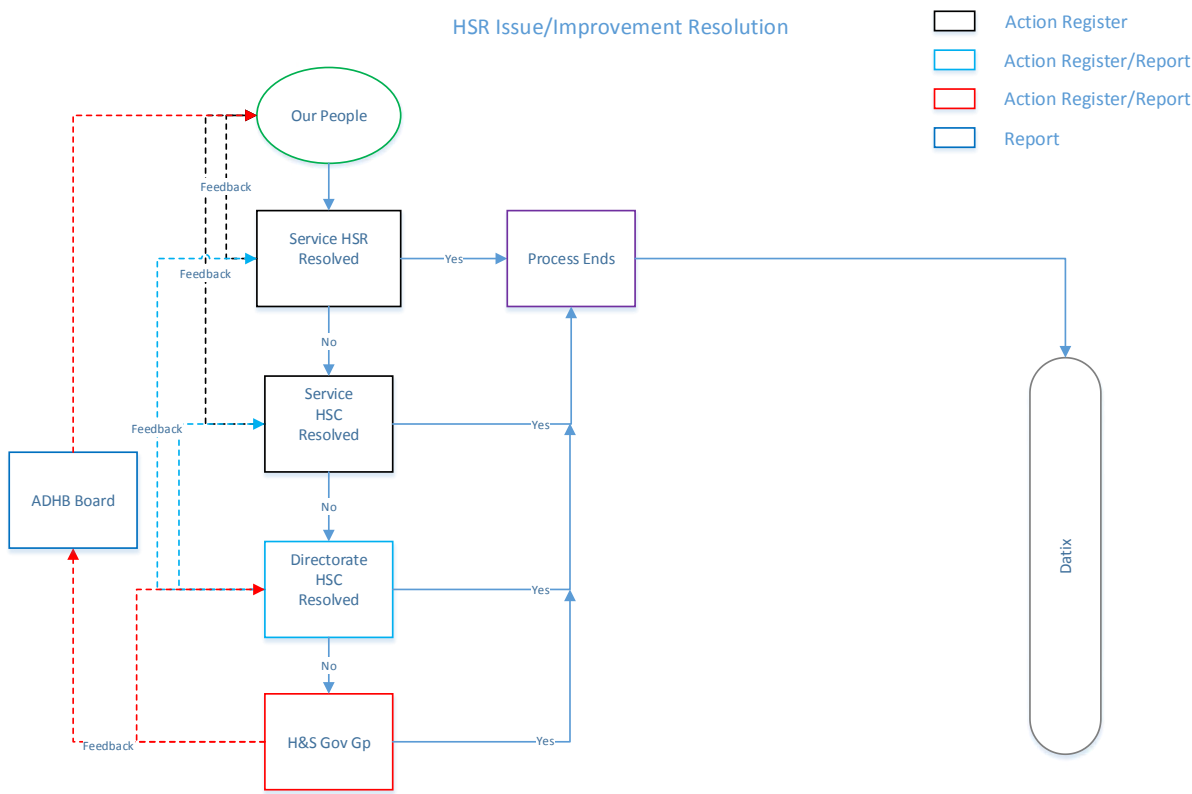 HSR Issue/Improvement Resolution
Action Register
Action Register/Report
Action Register/Report
Report
Our People
Feedback
Service HSR
Resolved
Yes
Process Ends
Feedback
No
Service
HSC
Resolved
Yes
Feedback
ADHB Board
No
Directorate
HSC
Resolved
Yes
Datix
No
H&S Gov Gp
Yes
Feedback